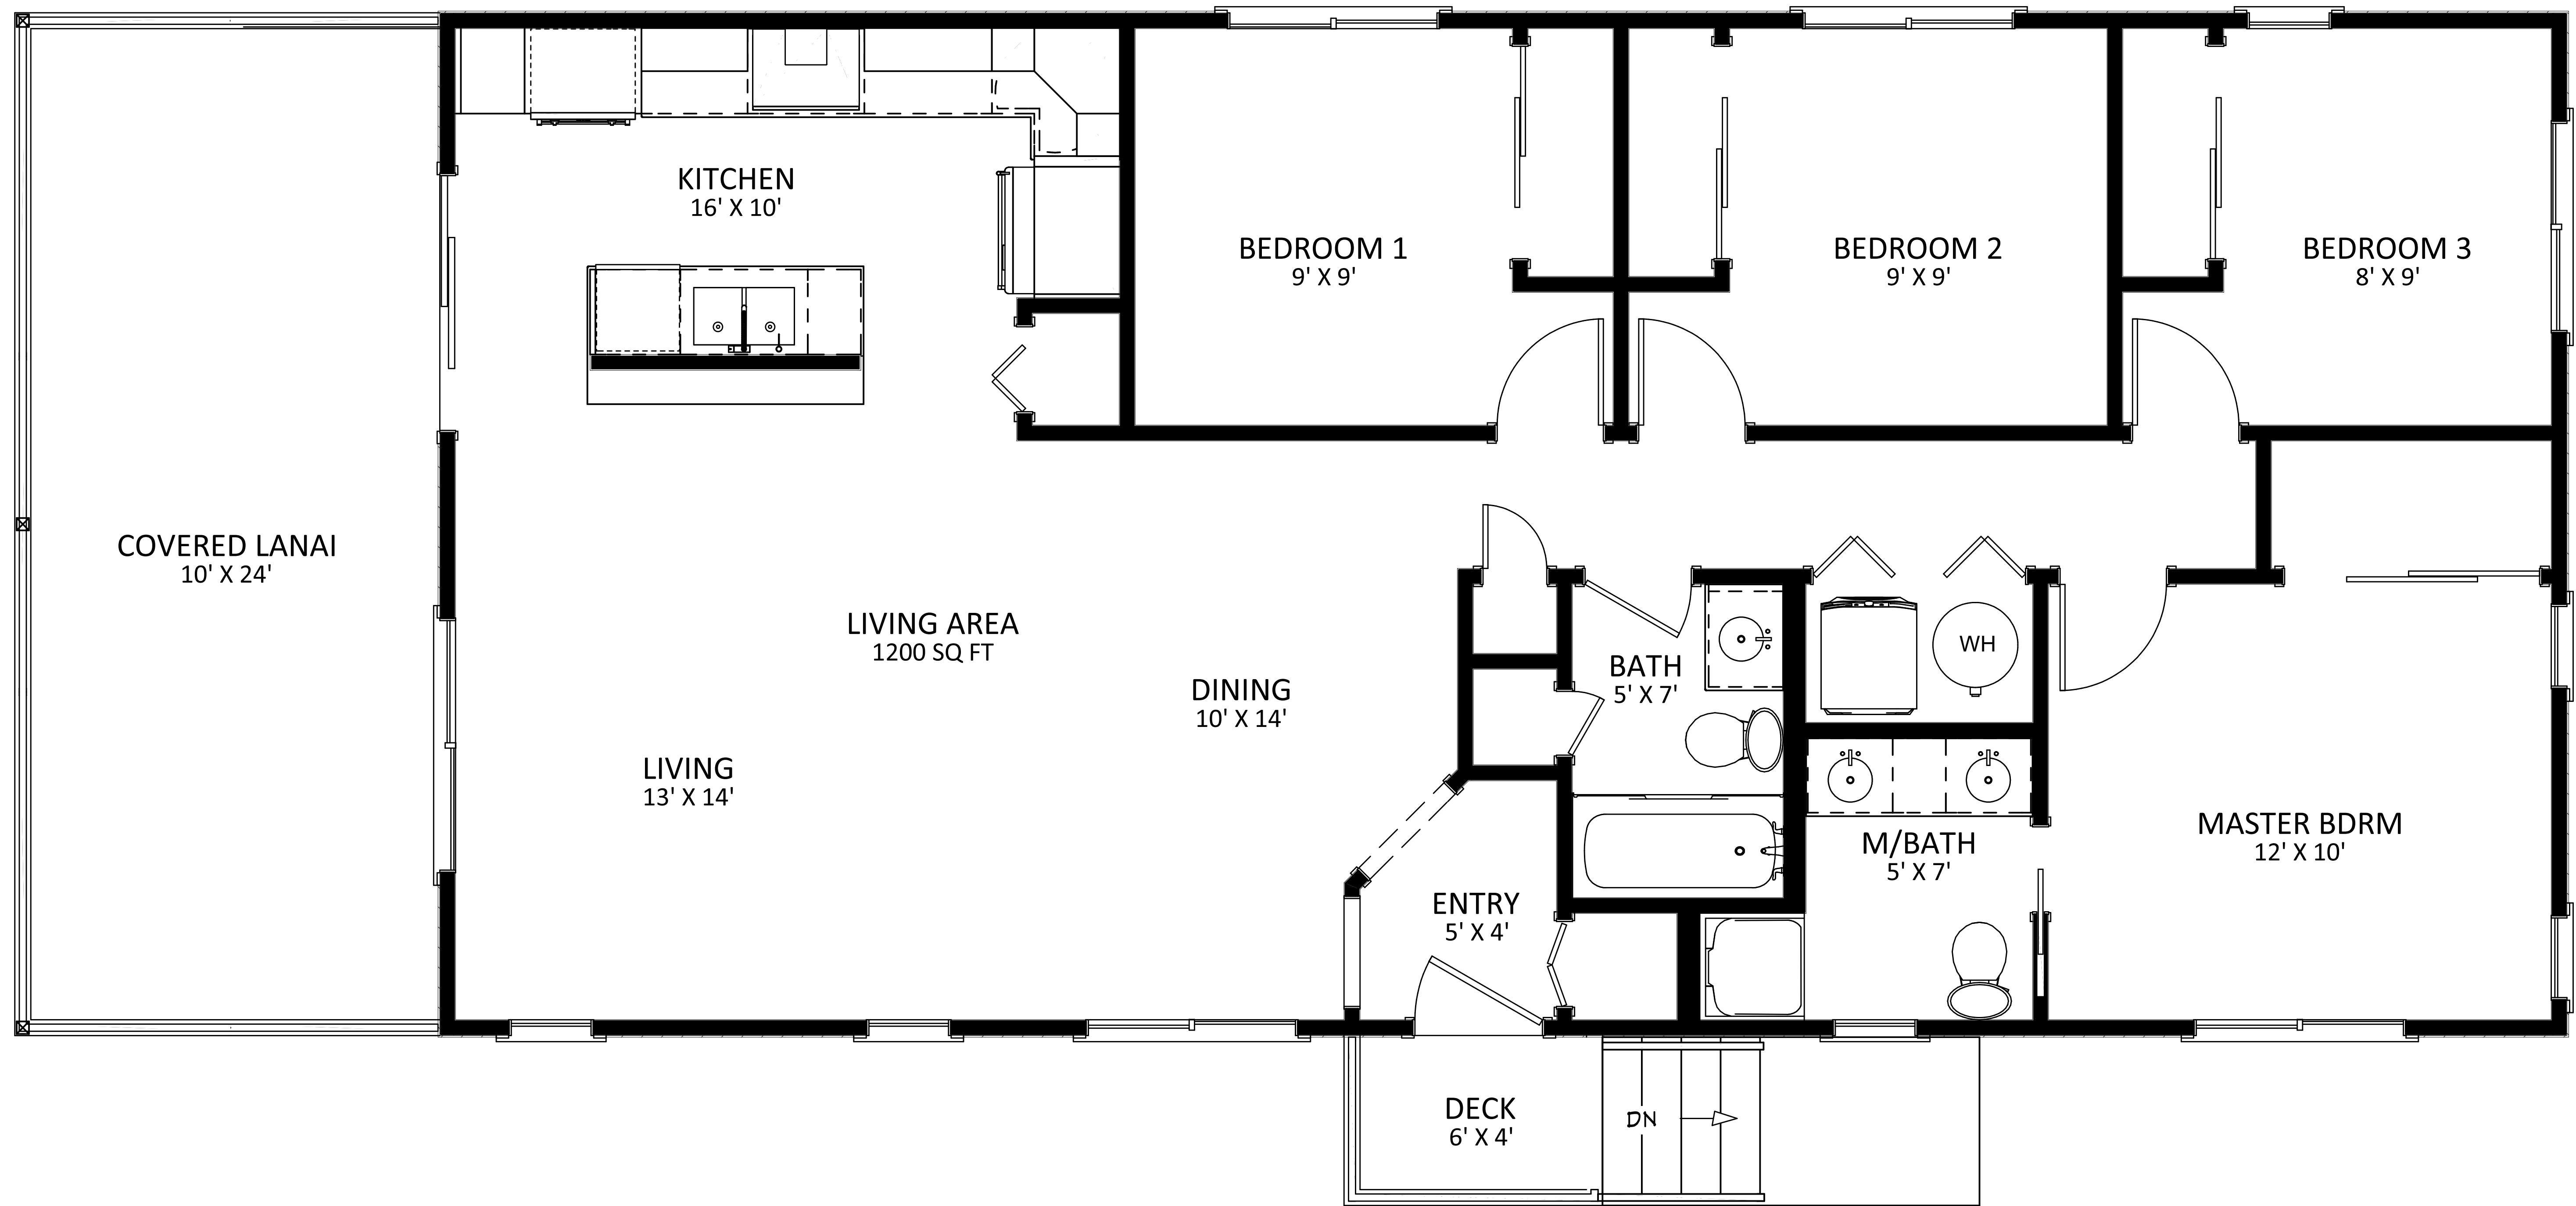 KITCHEN
16' X 10'
BEDROOM 1
9' X 9'
BEDROOM 2
9' X 9'
BEDROOM 3
8' X 9'
COVERED LANAI
10' X 24'
LIVING AREA
1200 SQ FT
DINING
10' X 14'
LIVING
13' X 14'
BATH
5' X 7'
WH
M/BATH
5' X 7'
MASTER BDRM
12' X 10'
ENTRY
5' X 4'
DECK
6' X 4'
DN